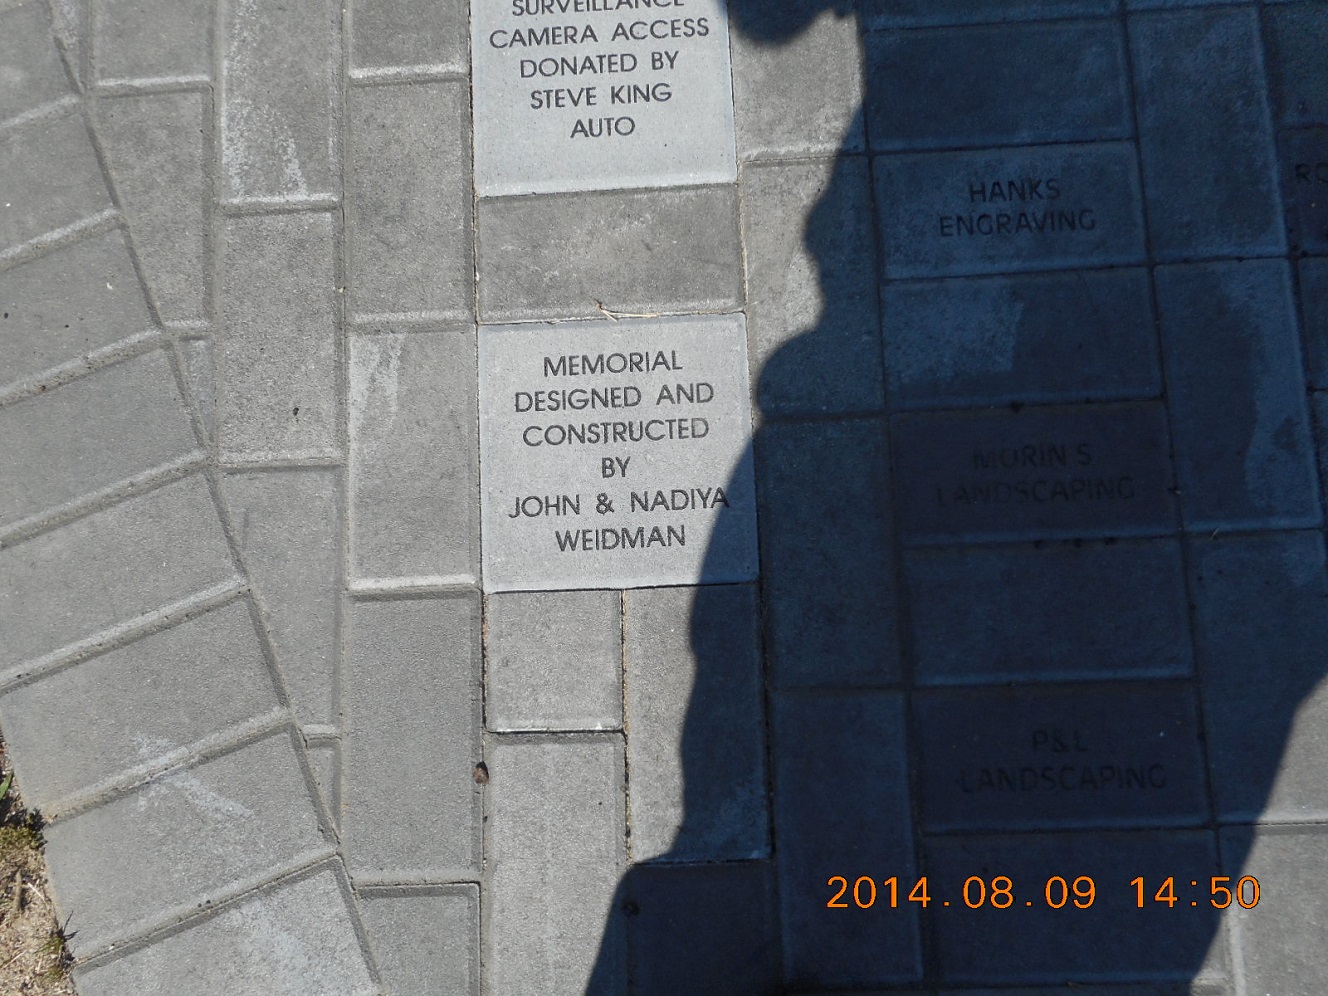 SURVEILLANCE
CAMERA ACCESS
DONATED BY
STEVE KING
AUTO
HANKS
ENGRAVING
MEMORIAL
DESIGNED AND
CONSTRUCTED
BY
JOHN & NADIYA
WEIDMAN
MORIN'S
LANDSCAPING
P&L
LANDSCAPING
2014.08.09 14:50